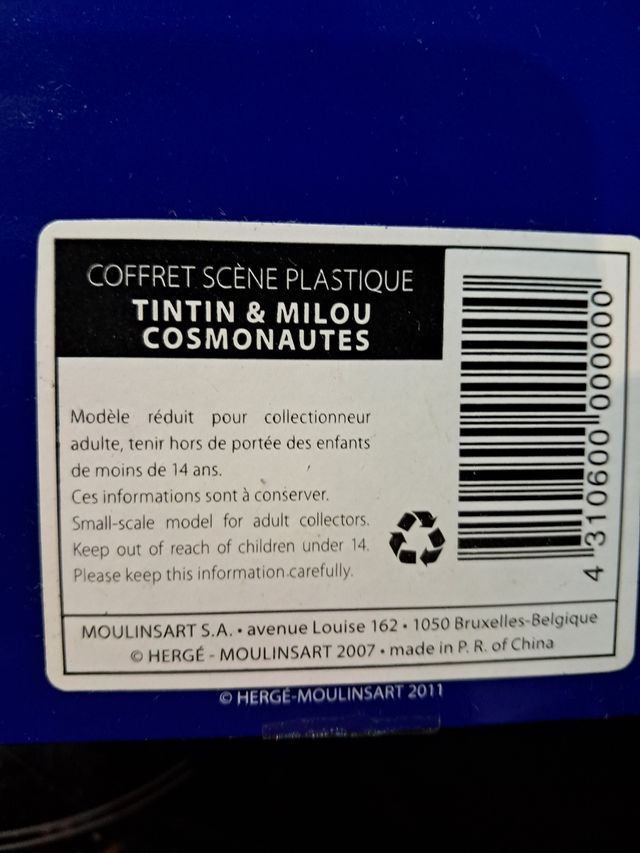 COFFRET SCÈNE PLASTIQUE
TINTIN & MILOU
COSMONAUTES
Modèle réduit pour collectionneur
adulte, tenir hors de portée des enfants
de moins de 14 ans.
Ces informations sont à conserver.
Small-scale model for adult collectors.
Keep out of reach of children under 14.
Please keep this information carefully.
4 310600 000000
MOULINSART S.A. • avenue Louise 162 • 1050 Bruxelles-Belgique
© HERGÉ - MOULINSART 2007 • made in P. R. of China
© HERGÉ-MOULINSART 2011